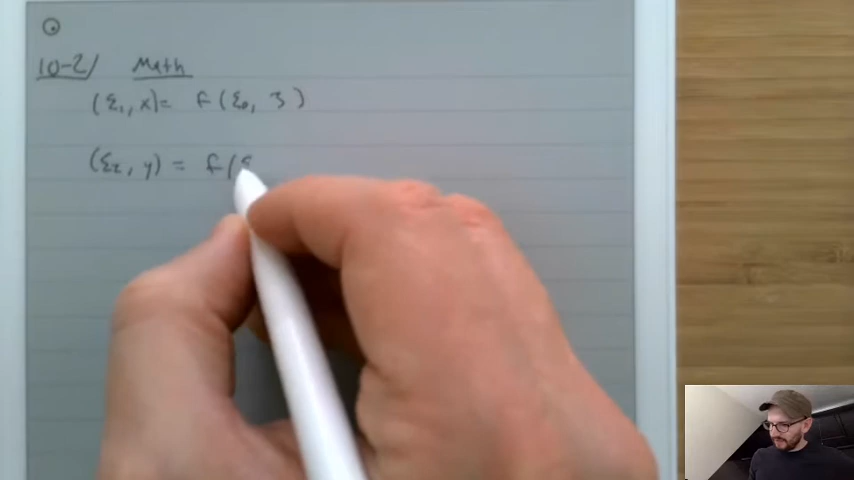 10-2/ Math
(Σ₁, x) = f(Σ₀, 3)
(Σ₂, y) = f(Σ